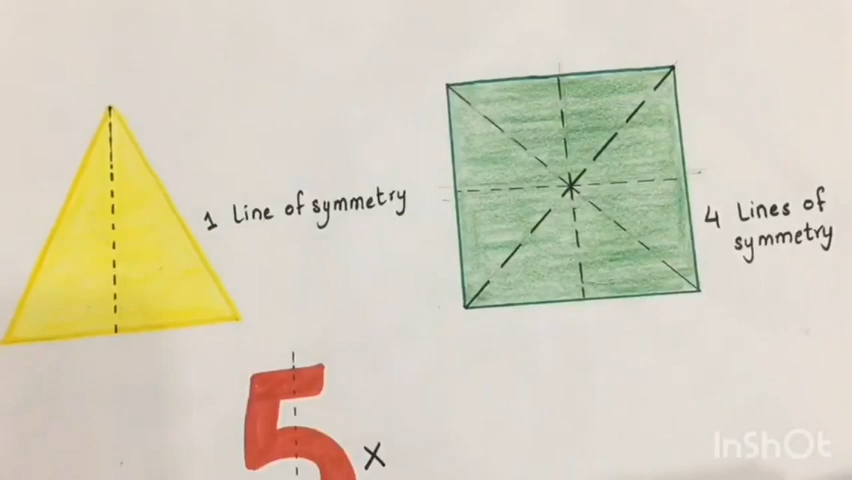 1 Line of symmetry
4 Lines of
symmetry
5 x
InShOt